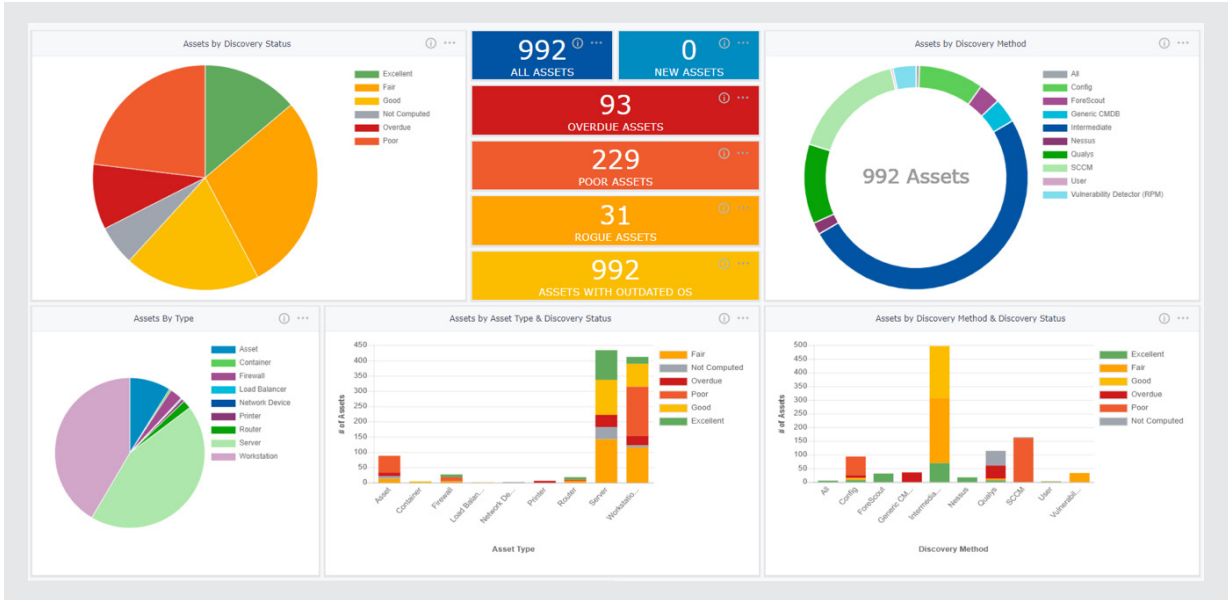 Assets by Discovery Status
Excellent
Fair
Good
Not Computed
Overdue
Poor
992
ALL ASSETS
0
NEW ASSETS
93
OVERDUE ASSETS
229
POOR ASSETS
31
ROGUE ASSETS
992
ASSETS WITH OUTDATED OS
Assets by Discovery Method
992 Assets
All
Config
ForeScout
Generic CMDB
Intermediate
Nessus
Qualys
SCCM
User
Vulnerability Detector (RPM)
Assets By Type
Asset
Container
Firewall
Load Balancer
Network Device
Printer
Router
Server
Workstation
Assets by Asset Type & Discovery Status
# of Assets
450
400
350
300
250
200
150
100
50
0
Asset
Container
Firewall
Load Balan...
Network De...
Printer
Router
Server
Workstatio...
Asset Type
Fair
Not Computed
Overdue
Poor
Good
Excellent
Assets by Discovery Method & Discovery Status
# of Assets
500
450
400
350
300
250
200
150
100
50
0
All
Config
ForeScout
Generic CM...
Intermedia...
Nessus
Qualys
SCCM
User
Vulnerabil...
Discovery Method
Excellent
Fair
Good
Overdue
Poor
Not Computed